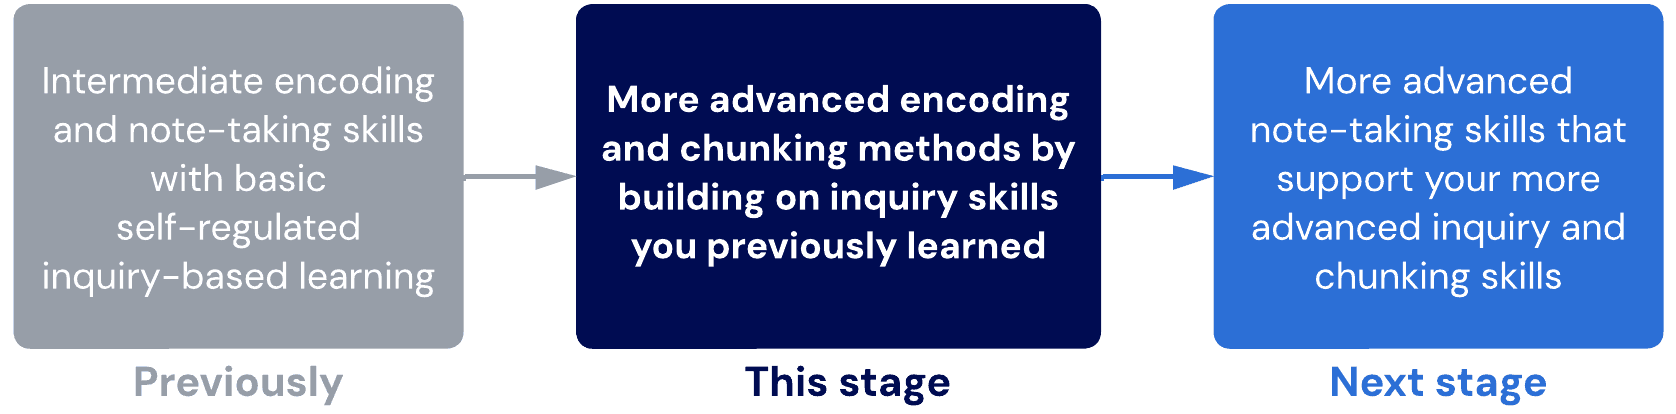 Intermediate encoding
and note-taking skills
with basic
self-regulated
inquiry-based learning
Previously
More advanced encoding
and chunking methods by
building on inquiry skills
you previously learned
This stage
More advanced
note-taking skills that
support your more
advanced inquiry and
chunking skills
Next stage